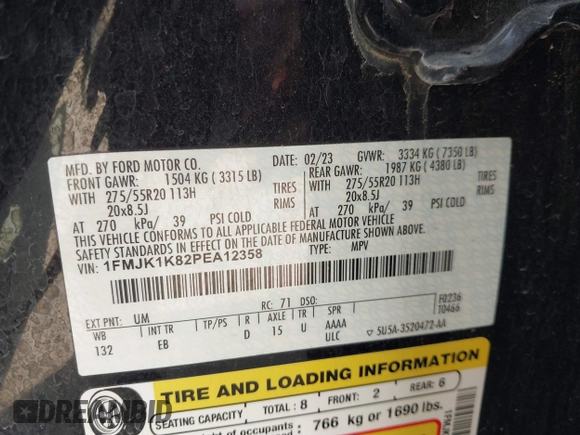 MFD. BY FORD MOTOR CO.
DATE: 02/23 GVWR: 3334 KG ( 7350 LB)
FRONT GAWR: 1504 KG ( 3315 LB) REAR GAWR: 1987 KG ( 4380 LB)
WITH 275/55R20 113H TIRES WITH 275/55R20 113H TIRES
20x8.5J RIMS 20x8.5J RIMS
AT 270 kPa/ 39 PSI COLD AT 270 kPa/ 39 PSI COLD
THIS VEHICLE CONFORMS TO ALL APPLICABLE FEDERAL MOTOR VEHICLE
SAFETY AND THEFT PREVENTION STANDARDS IN EFFECT ON THE DATE OF
MANUFACTURE SHOWN ABOVE.
VIN: 1FMJK1K82PEA12358 TYPE: MPV
EXT PNT: UM RC: 71 DSO: F0236
WB INT TR TP/PS R AXLE TR SPR T0466
132 EB D 15 U AAAA
ULC ▽ 5U5A-3520472-AA
TIRE AND LOADING INFORMATION
SEATING CAPACITY TOTAL : 8 FRONT: 2 REAR: 6
of occupants : 766 kg or 1690 lbs.
DREAMBID